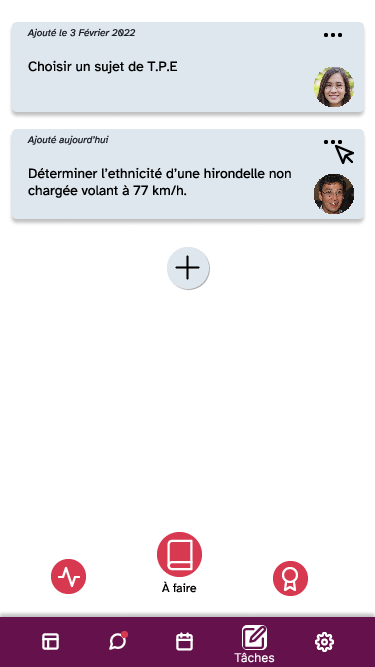 Ajouté le 3 Février 2022
Choisir un sujet de T.P.E
Ajouté aujourd'hui
Déterminer l'ethnicité d'une hirondelle non
chargée volant à 77 km/h.
À faire
Tâches